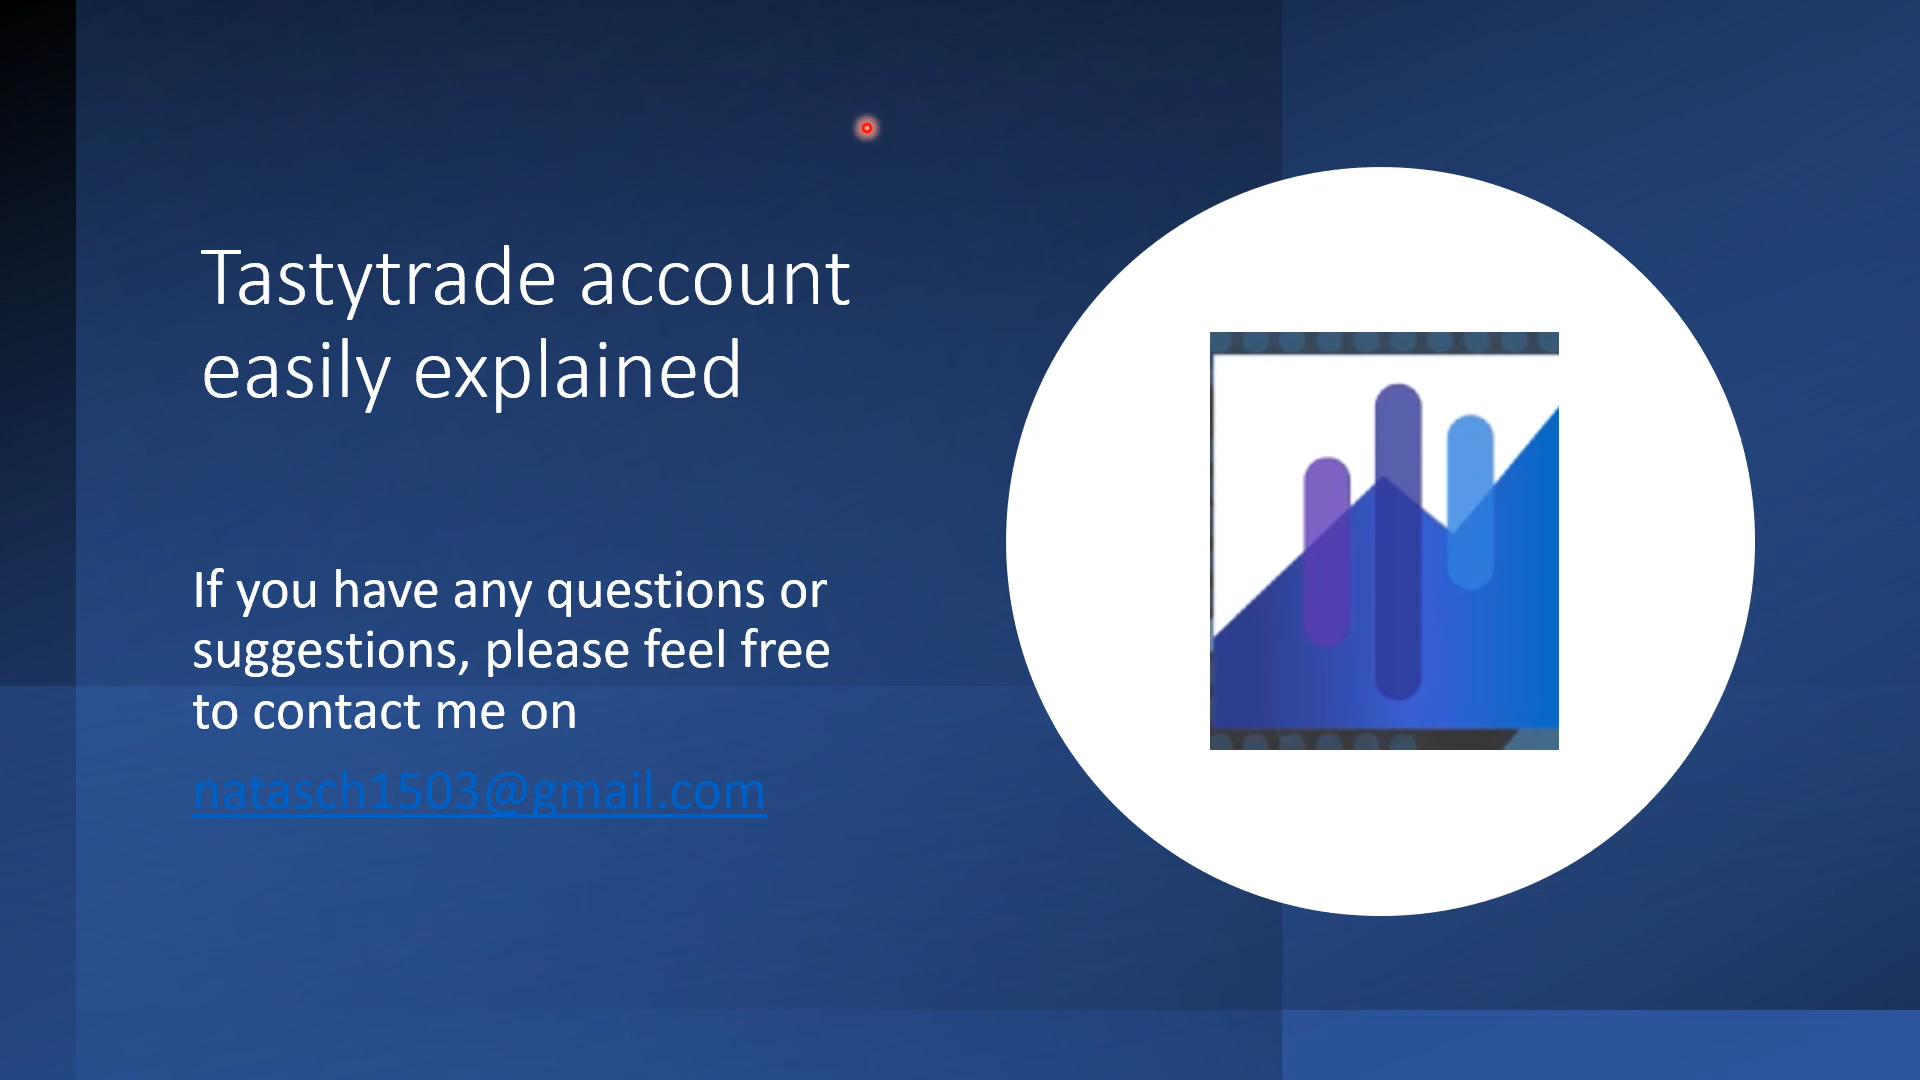 Tastytrade account
easily explained
If you have any questions or
suggestions, please feel free
to contact me on
natasch1503@gmail.com